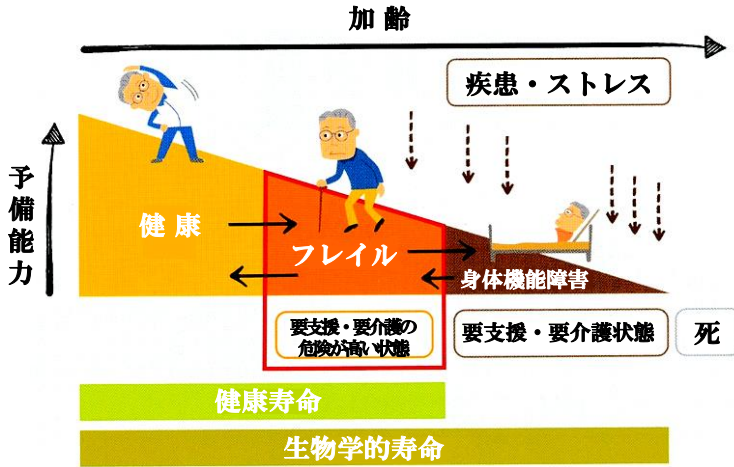 加齢
疾患・ストレス
予備能力
健康
フレイル
身体機能障害
要支援・要介護の
危険が高い状態
要支援・要介護状態
死
健康寿命
生物学的寿命